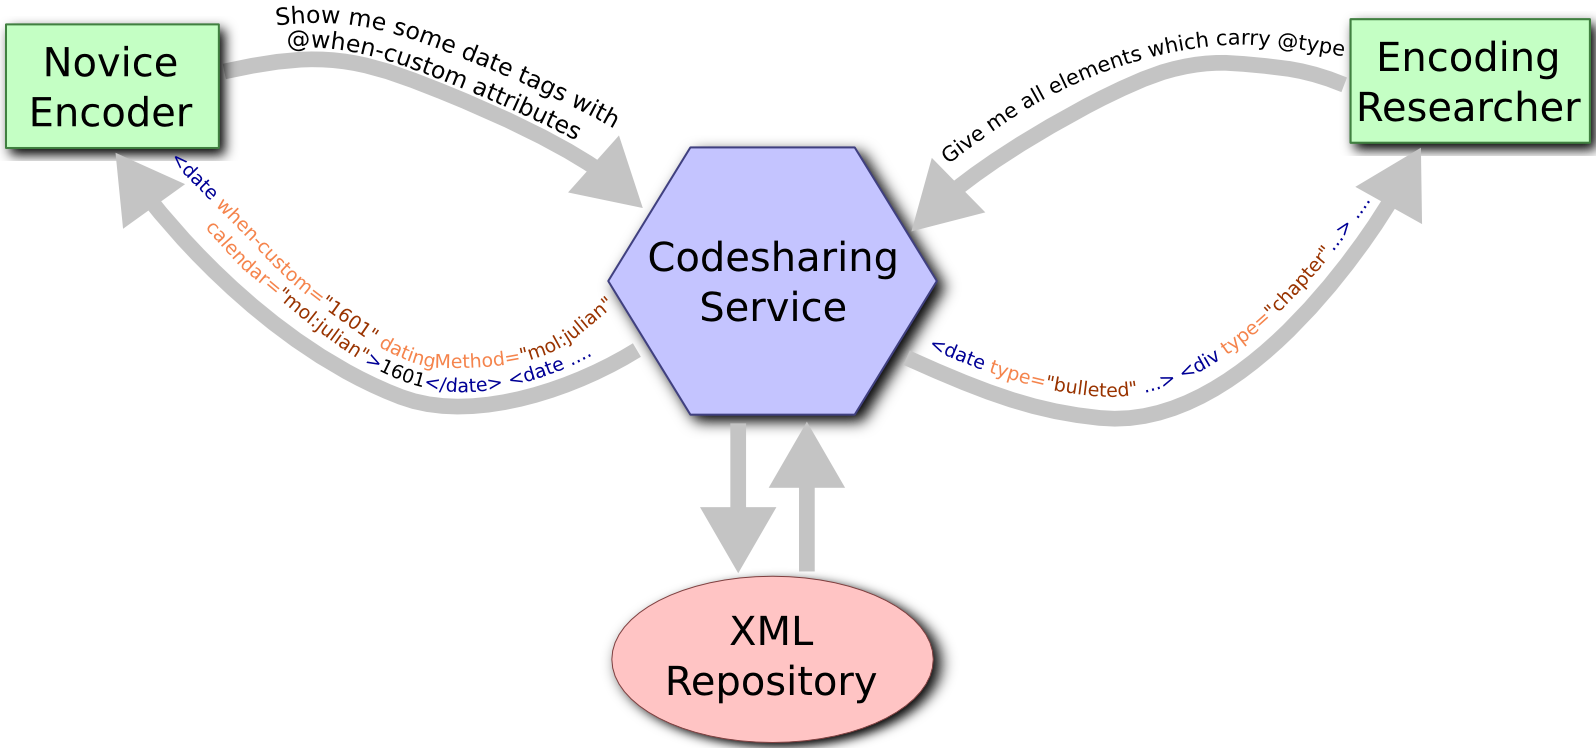 Novice
Encoder
Show me some date tags with
@when-custom attributes
Give me all elements which carry @type
Encoding
Researcher
<date when-custom="1601" datingMethod="mol:julian"
calendar="mol:julian">1601</date> <date ....
Codesharing
Service
<date type="bulleted" ...> <div type="chapter" ...> ....
XML
Repository